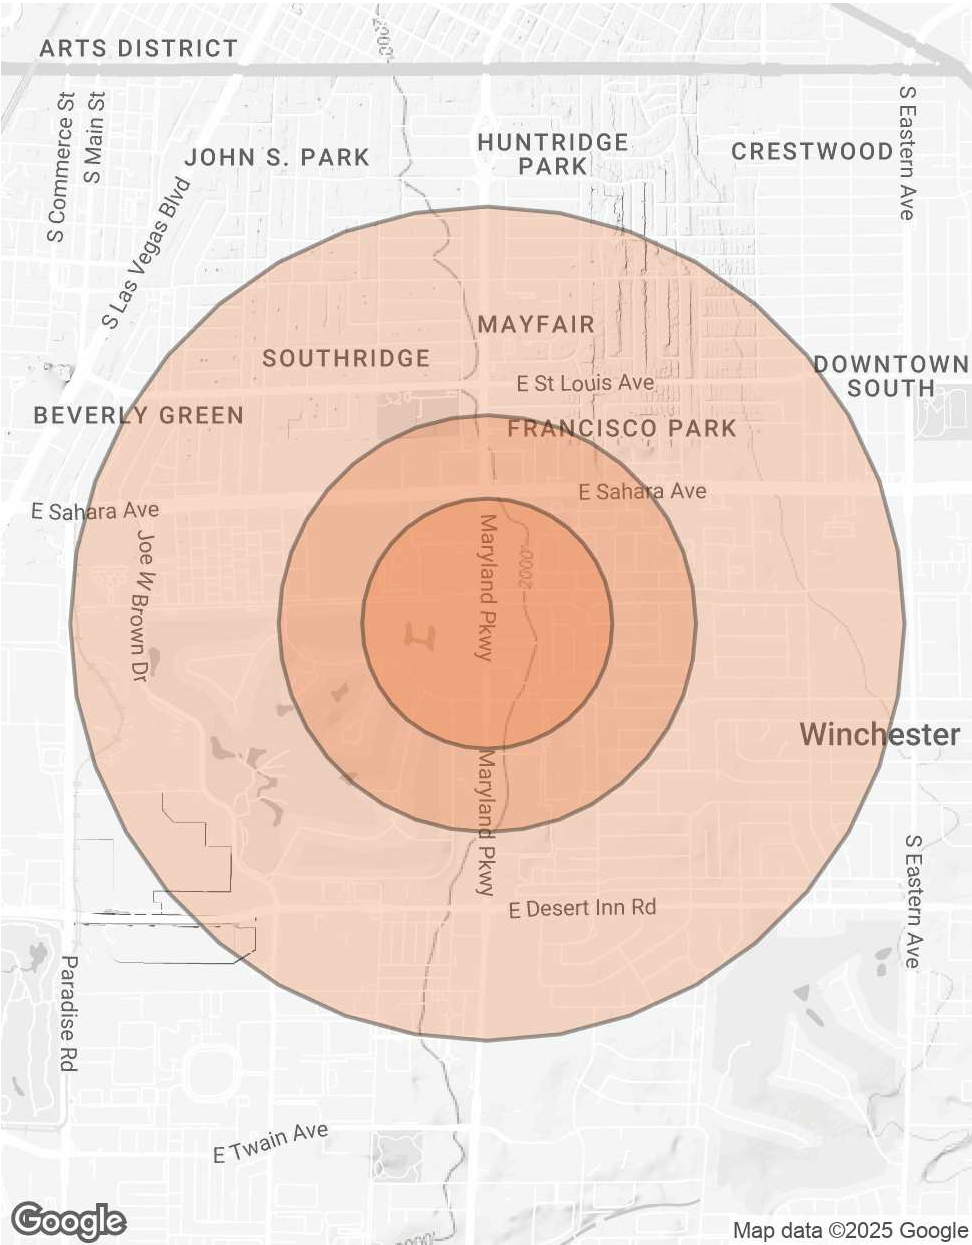 2000
ARTS DISTRICT
S Commerce St
S Main St
S Eastern Ave
HUNTRIDGE
PARK
JOHN S. PARK
CRESTWOOD
S Las Vegas Blvd
MAYFAIR
SOUTHRIDGE
DOWNTOWN
SOUTH
E St Louis Ave
BEVERLY GREEN
FRANCISCO PARK
E Sahara Ave
E Sahara Ave
Joe W Brown Dr
Maryland Pkwy
2000
Winchester
Maryland Pkwy
S Eastern Ave
E Desert Inn Rd
Paradise Rd
E Twain Ave
Google
Map data ©2025 Google